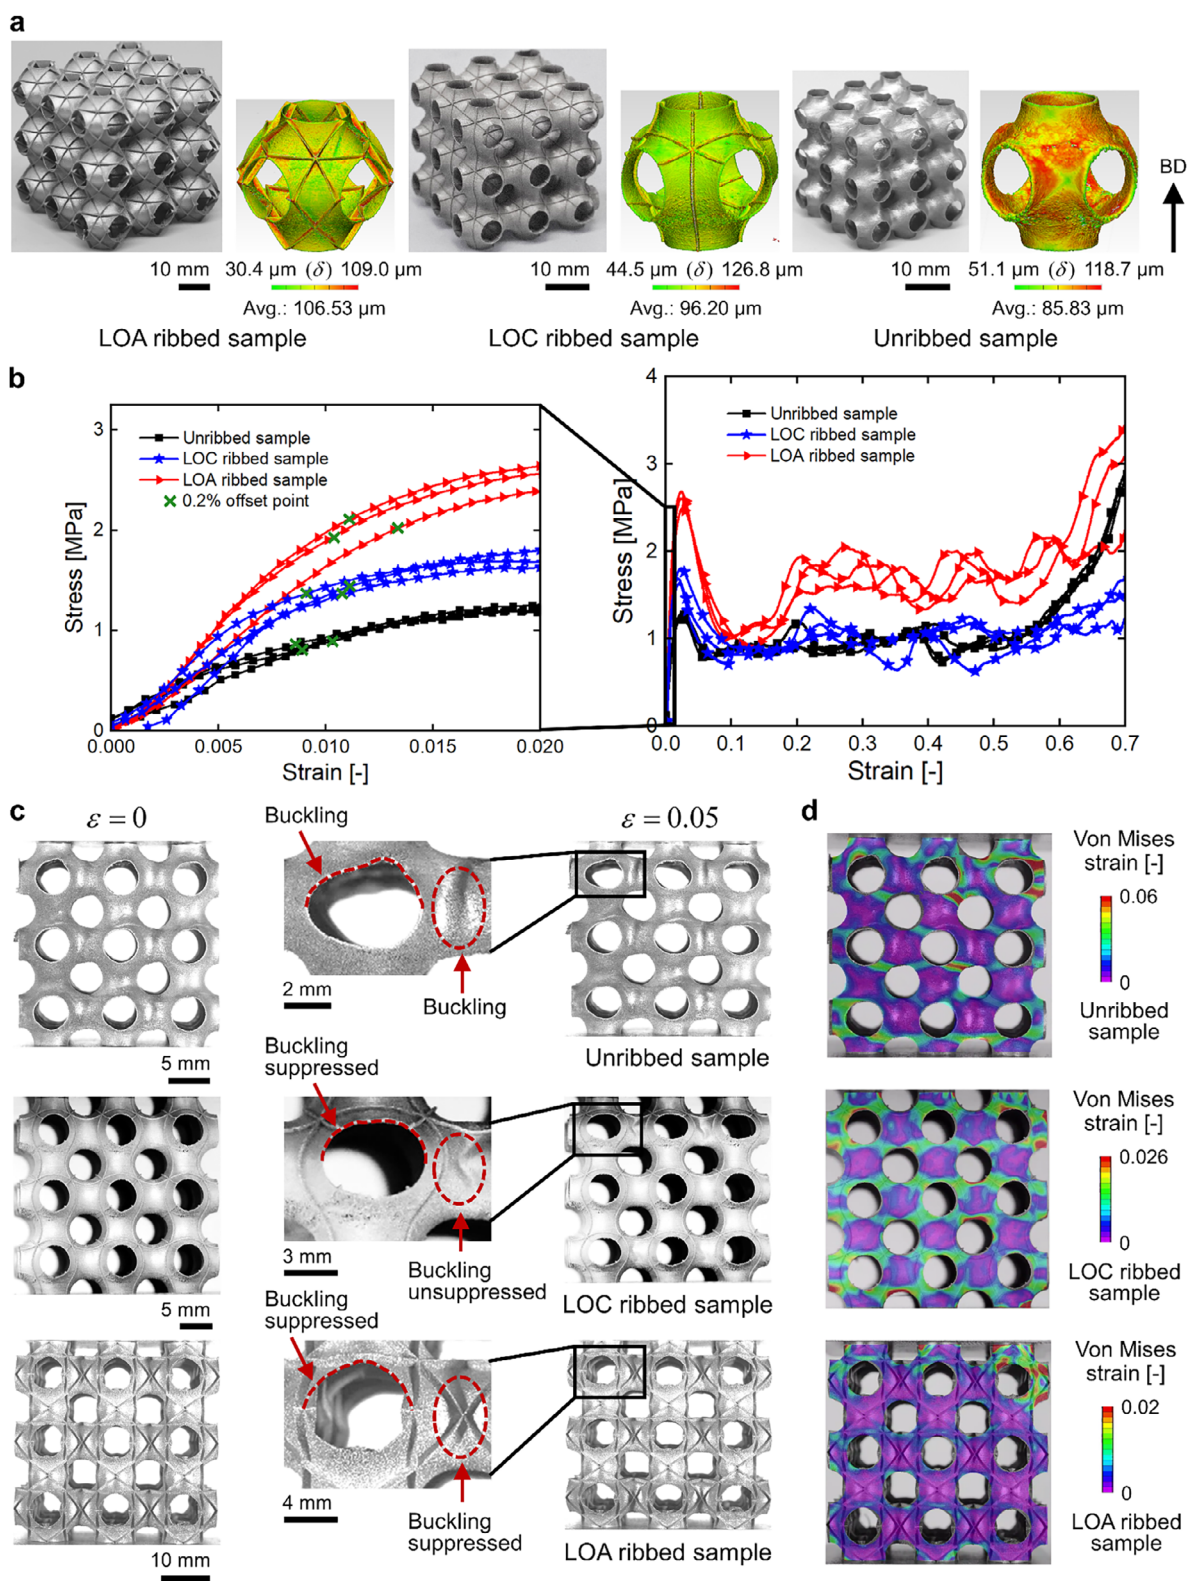 a
BD
10 mm
30.4 µm (δ) 109.0 µm
Avg.: 106.53 µm
LOA ribbed sample
10 mm
44.5 µm (δ) 126.8 µm
Avg.: 96.20 µm
LOC ribbed sample
10 mm
51.1 µm (δ) 118.7 µm
Avg.: 85.83 µm
Unribbed sample
b
Stress [MPa]
3
2
1
0
Unribbed sample
LOC ribbed sample
LOA ribbed sample
0.2% offset point
0.000 0.005 0.010 0.015 0.020
Strain [-]
Stress [MPa]
4
3
2
1
0
Unribbed sample
LOC ribbed sample
LOA ribbed sample
0.0 0.1 0.2 0.3 0.4 0.5 0.6 0.7
Strain [-]
c
ε = 0
Buckling
ε = 0.05
2 mm
Buckling
5 mm
Unribbed sample
Buckling
suppressed
3 mm
Buckling
unsuppressed
5 mm
LOC ribbed sample
Buckling
suppressed
4 mm
Buckling
suppressed
10 mm
LOA ribbed sample
d
Von Mises
strain [-]
0.06
0
Unribbed
sample
Von Mises
strain [-]
0.026
0
LOC ribbed
sample
Von Mises
strain [-]
0.02
0
LOA ribbed
sample